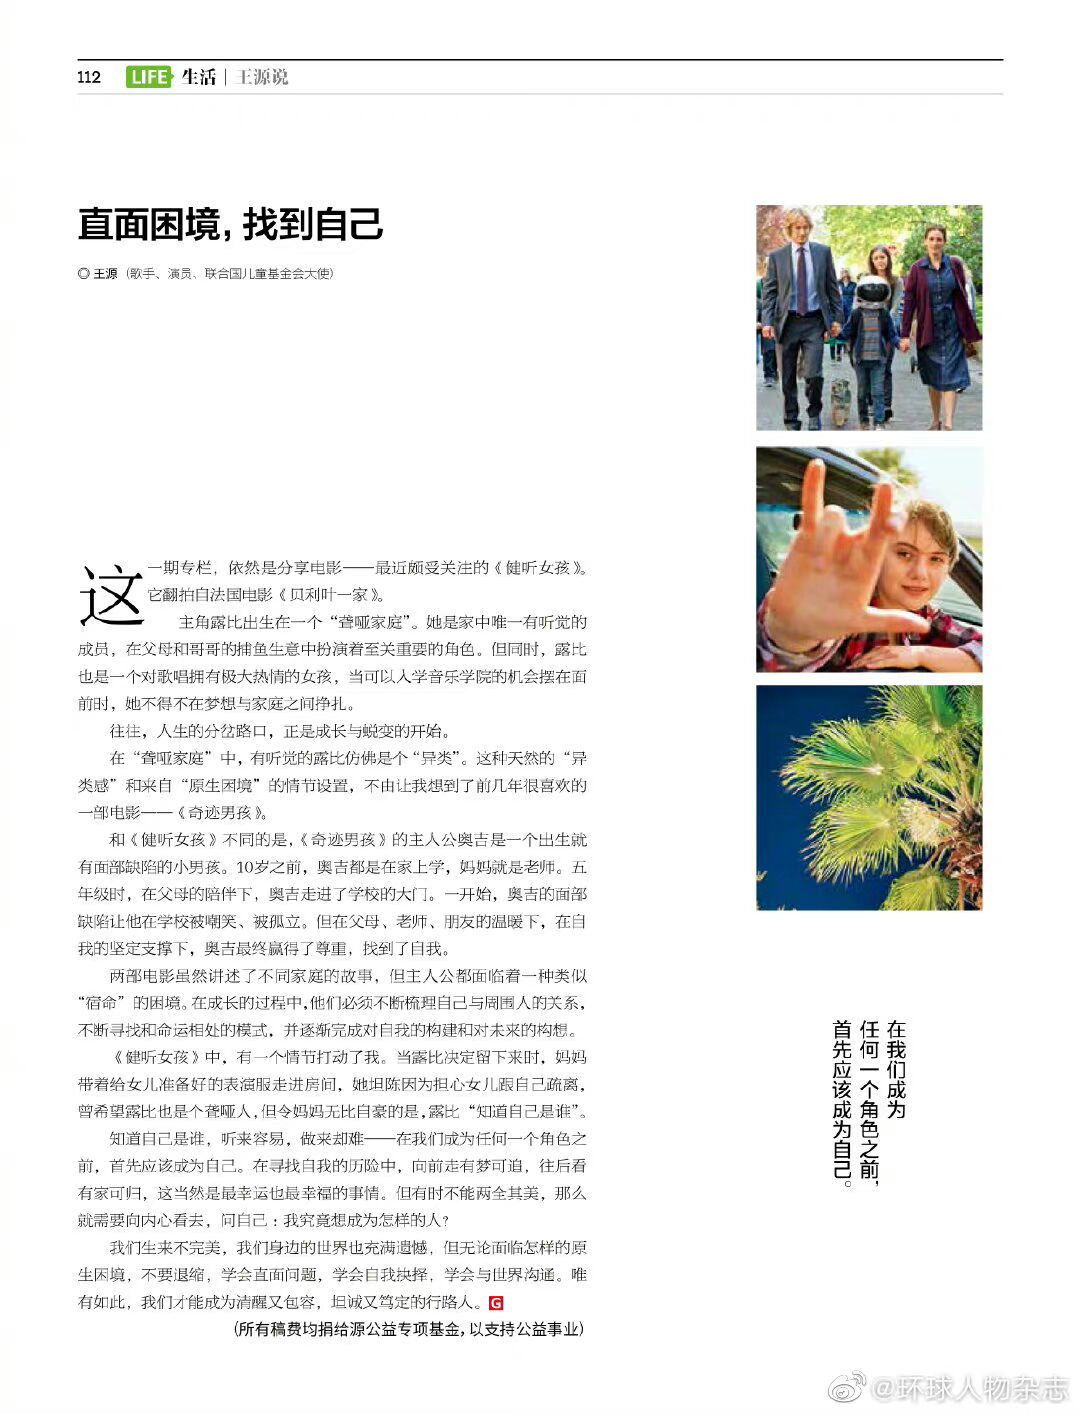 112 LIFE 生活 | 王源说
直面困境，找到自己
◎ 王源（歌手、演员、联合国儿童基金会大使）
这一期专栏，依然是分享电影——最近颇受关注的《健听女孩》。
它翻拍自法国电影《贝利叶一家》。
主角露比出生在一个“聋哑家庭”。她是家中唯一有听觉的
成员，在父母和哥哥的捕鱼生意中扮演着至关重要的角色。但同时，露比
也是一个对歌唱拥有极大热情的女孩，当可以入学音乐学院的机会摆在面
前时，她不得不在梦想与家庭之间挣扎。
往往，人生的分岔路口，正是成长与蜕变的开始。
在“聋哑家庭”中，有听觉的露比仿佛是个“异类”。这种天然的“异
类感”和来自“原生困境”的情节设置，不由让我想到了前几年很喜欢的
一部电影——《奇迹男孩》。
和《健听女孩》不同的是，《奇迹男孩》的主人公奥吉是一个出生就
有面部缺陷的小男孩。10岁之前，奥吉都是在家上学，妈妈就是老师。五
年级时，在父母的陪伴下，奥吉走进了学校的大门。一开始，奥吉的面部
缺陷让他在学校被嘲笑、被孤立。但在父母、老师、朋友的温暖下，在自
我的坚定支撑下，奥吉最终赢得了尊重，找到了自我。
两部电影虽然讲述了不同家庭的故事，但主人公都面临着一种类似
“宿命”的困境。在成长的过程中，他们必须不断梳理自己与周围人的关系，
不断寻找和命运相处的模式，并逐渐完成对自我的构建和对未来的构想。
《健听女孩》中，有一个情节打动了我。当露比决定留下来时，妈妈
带着给女儿准备好的表演服走进房间，她坦陈因为担心女儿跟自己疏离，
曾希望露比也是个聋哑人，但令妈妈无比自豪的是，露比“知道自己是谁”。
知道自己是谁，听来容易，做来却难——在我们成为任何一个角色之
前，首先应该成为自己。在寻找自我的历险中，向前走有梦可追，往后看
有家可归，这当然是最幸运也最幸福的事情。但有时不能两全其美，那么
就需要向内心看去，问自己：我究竟想成为怎样的人？
我们生来不完美，我们身边的世界也充满遗憾，但无论面临怎样的原
生困境，不要退缩，学会直面问题，学会自我抉择，学会与世界沟通。唯
有如此，我们才能成为清醒又包容，坦诚又笃定的行路人。G
（所有稿费均捐给源公益专项基金，以支持公益事业）
在我们成为
任何一个角色之前，
首先应该成为自己。
@环球人物杂志